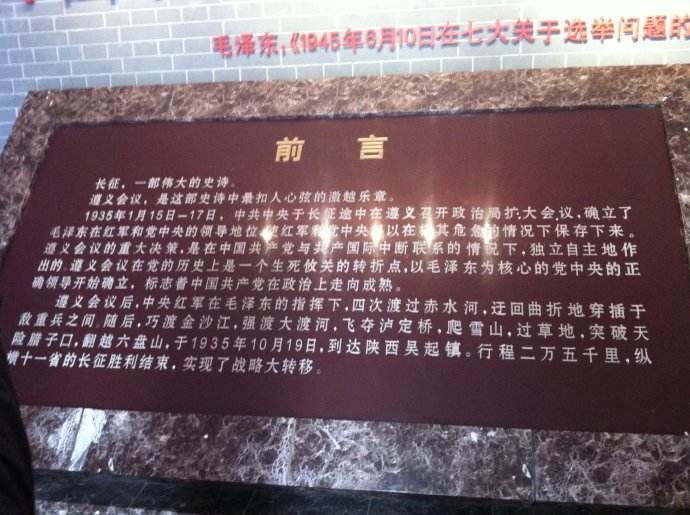 毛泽东,《1945年6月10日在七大关于选举问题的
前言
长征，一部伟大的史诗。
遵义会议，是这部史诗中最扣人心弦的激越乐章。
1935年1月15日-17日，中共中央于长征途中在遵义召开政治局扩大会议，确立了
毛泽东在红军和党中央的领导地位，使红军和党中央得以在极其危急的情况下保存下来。
遵义会议的重大决策，是在中国共产党与共产国际中断联系的情况下，独立自主地作
出的。遵义会议在党的历史上是一个生死攸关的转折点，以毛泽东为核心的党中央的正
确领导开始确立，标志着中国共产党在政治上走向成熟。
遵义会议后，中央红军在毛泽东的指挥下，四次渡过赤水河，迂回曲折地穿插于
敌重兵之间。随后，巧渡金沙江，强渡大渡河，飞夺泸定桥，爬雪山，过草地，突破天
险腊子口，翻越六盘山，于1935年10月19日，到达陕西吴起镇。行程二万五千里，纵
横十一省的长征胜利结束，实现了战略大转移。